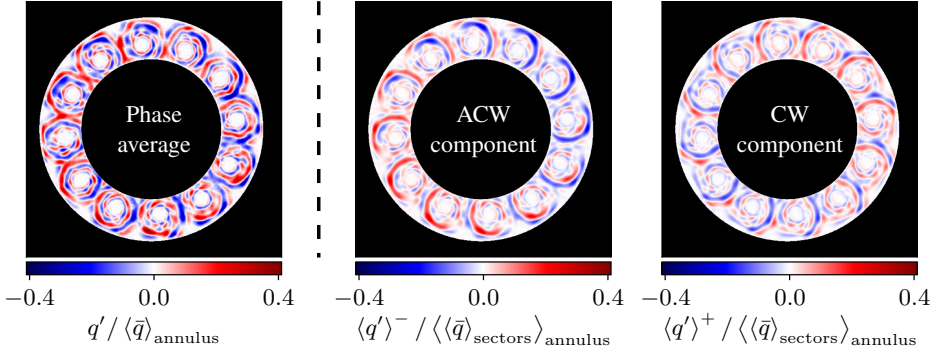 Phase
average
ACW
component
CW
component
−0.4 0.0 0.4
−0.4 0.0 0.4
−0.4 0.0 0.4
q′/ ⟨q̄⟩annulus
⟨q′⟩− / ⟨⟨q̄⟩sectors⟩annulus
⟨q′⟩+ / ⟨⟨q̄⟩sectors⟩annulus